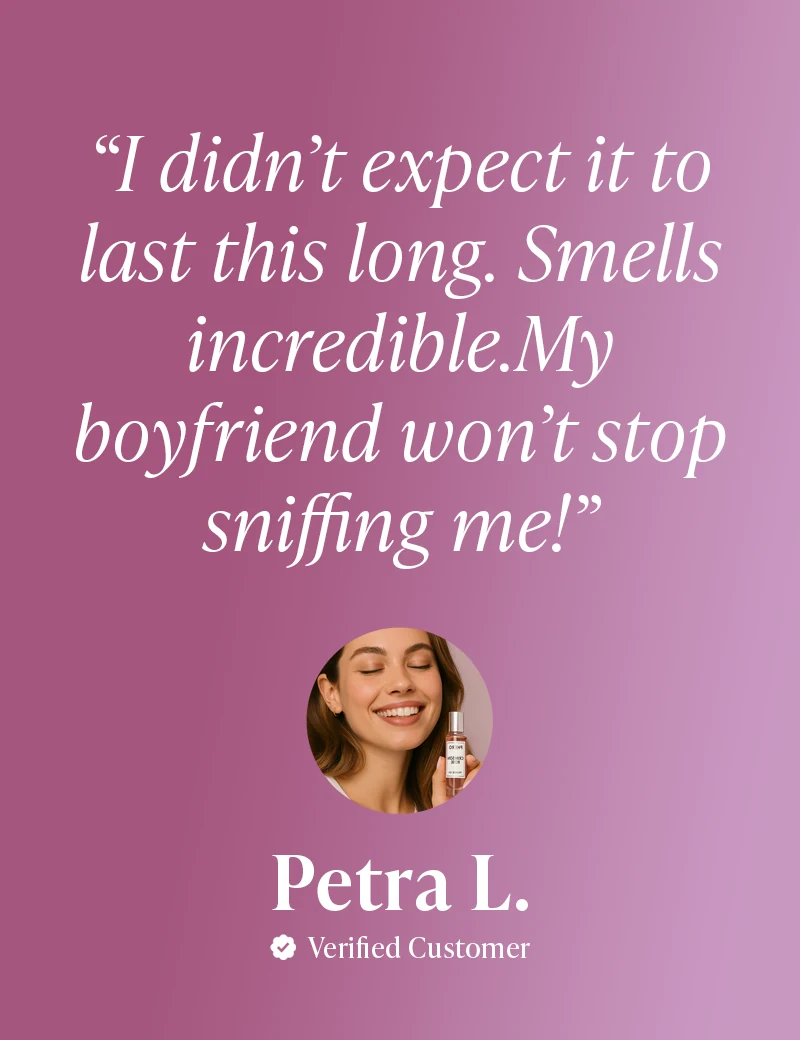 “I didn’t expect it to
last this long. Smells
incredible.My
boyfriend won’t stop
sniffing me!”
Petra L.
Verified Customer